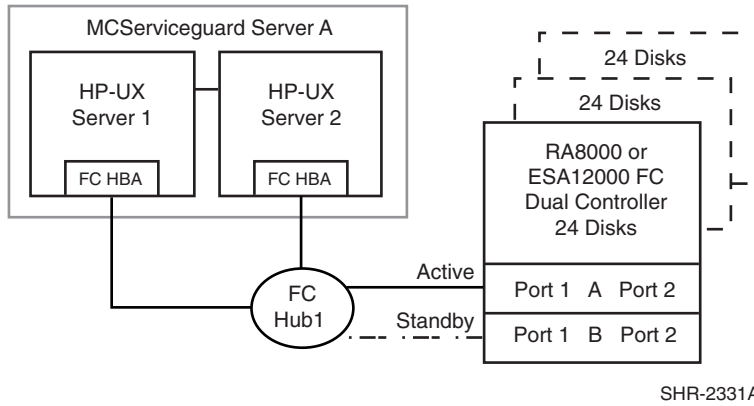 MCServiceguard Server A
HP-UX
Server 1
HP-UX
Server 2
FC HBA
FC HBA
24 Disks
24 Disks
RA8000 or
ESA12000 FC
Dual Controller
24 Disks
Active
Port 1 A Port 2
Standby
Port 1 B Port 2
FC
Hub1
SHR-2331A